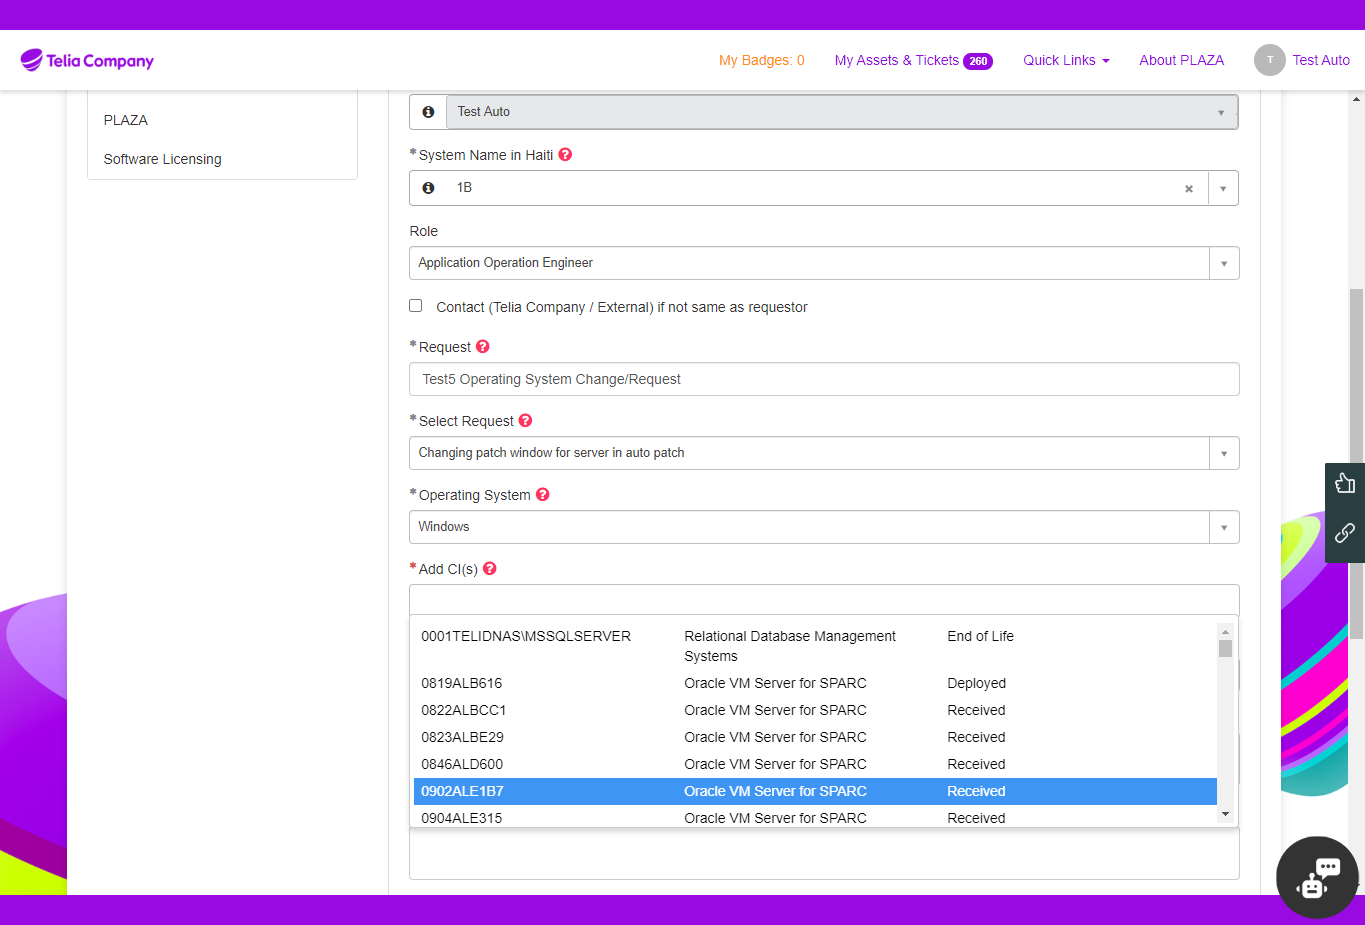 Telia Company
My Badges: 0
My Assets & Tickets 260
Quick Links
About PLAZA
T
Test Auto
PLAZA
Software Licensing
Test Auto
*System Name in Haiti ?
1B
Role
Application Operation Engineer
Contact (Telia Company / External) if not same as requestor
*Request ?
Test5 Operating System Change/Request
*Select Request ?
Changing patch window for server in auto patch
*Operating System ?
Windows
*Add CI(s) ?
0001TELIDNAS\MSSQLSERVER Relational Database Management End of Life
Systems
0819ALB616 Oracle VM Server for SPARC Deployed
0822ALBCC1 Oracle VM Server for SPARC Received
0823ALBE29 Oracle VM Server for SPARC Received
0846ALD600 Oracle VM Server for SPARC Received
0902ALE1B7 Oracle VM Server for SPARC Received
0904ALE315 Oracle VM Server for SPARC Received